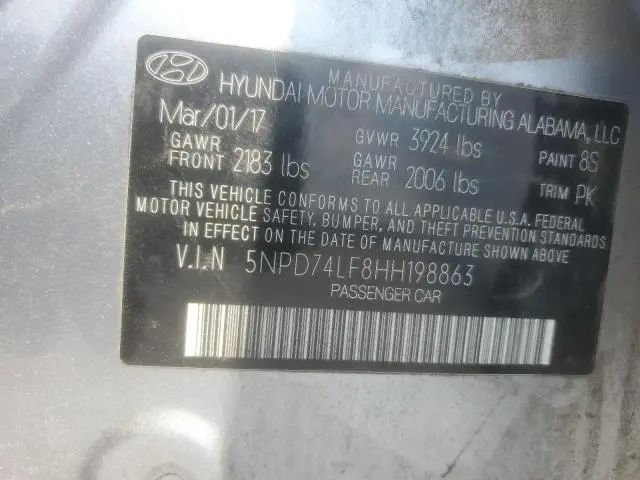 MANUFACTURED BY
HYUNDAI MOTOR MANUFACTURING ALABAMA, LLC
Mar/01/17 GVWR 3924 lbs PAINT 8S
GAWR FRONT 2183 lbs GAWR REAR 2006 lbs TRIM PK
THIS VEHICLE CONFORMS TO ALL APPLICABLE U.S.A. FEDERAL
MOTOR VEHICLE SAFETY, BUMPER, AND THEFT STANDARDS
IN EFFECT ON THE DATE OF MANUFACTURE SHOWN ABOVE.
V.I.N 5NPD74LF8HH198863
PASSENGER CAR